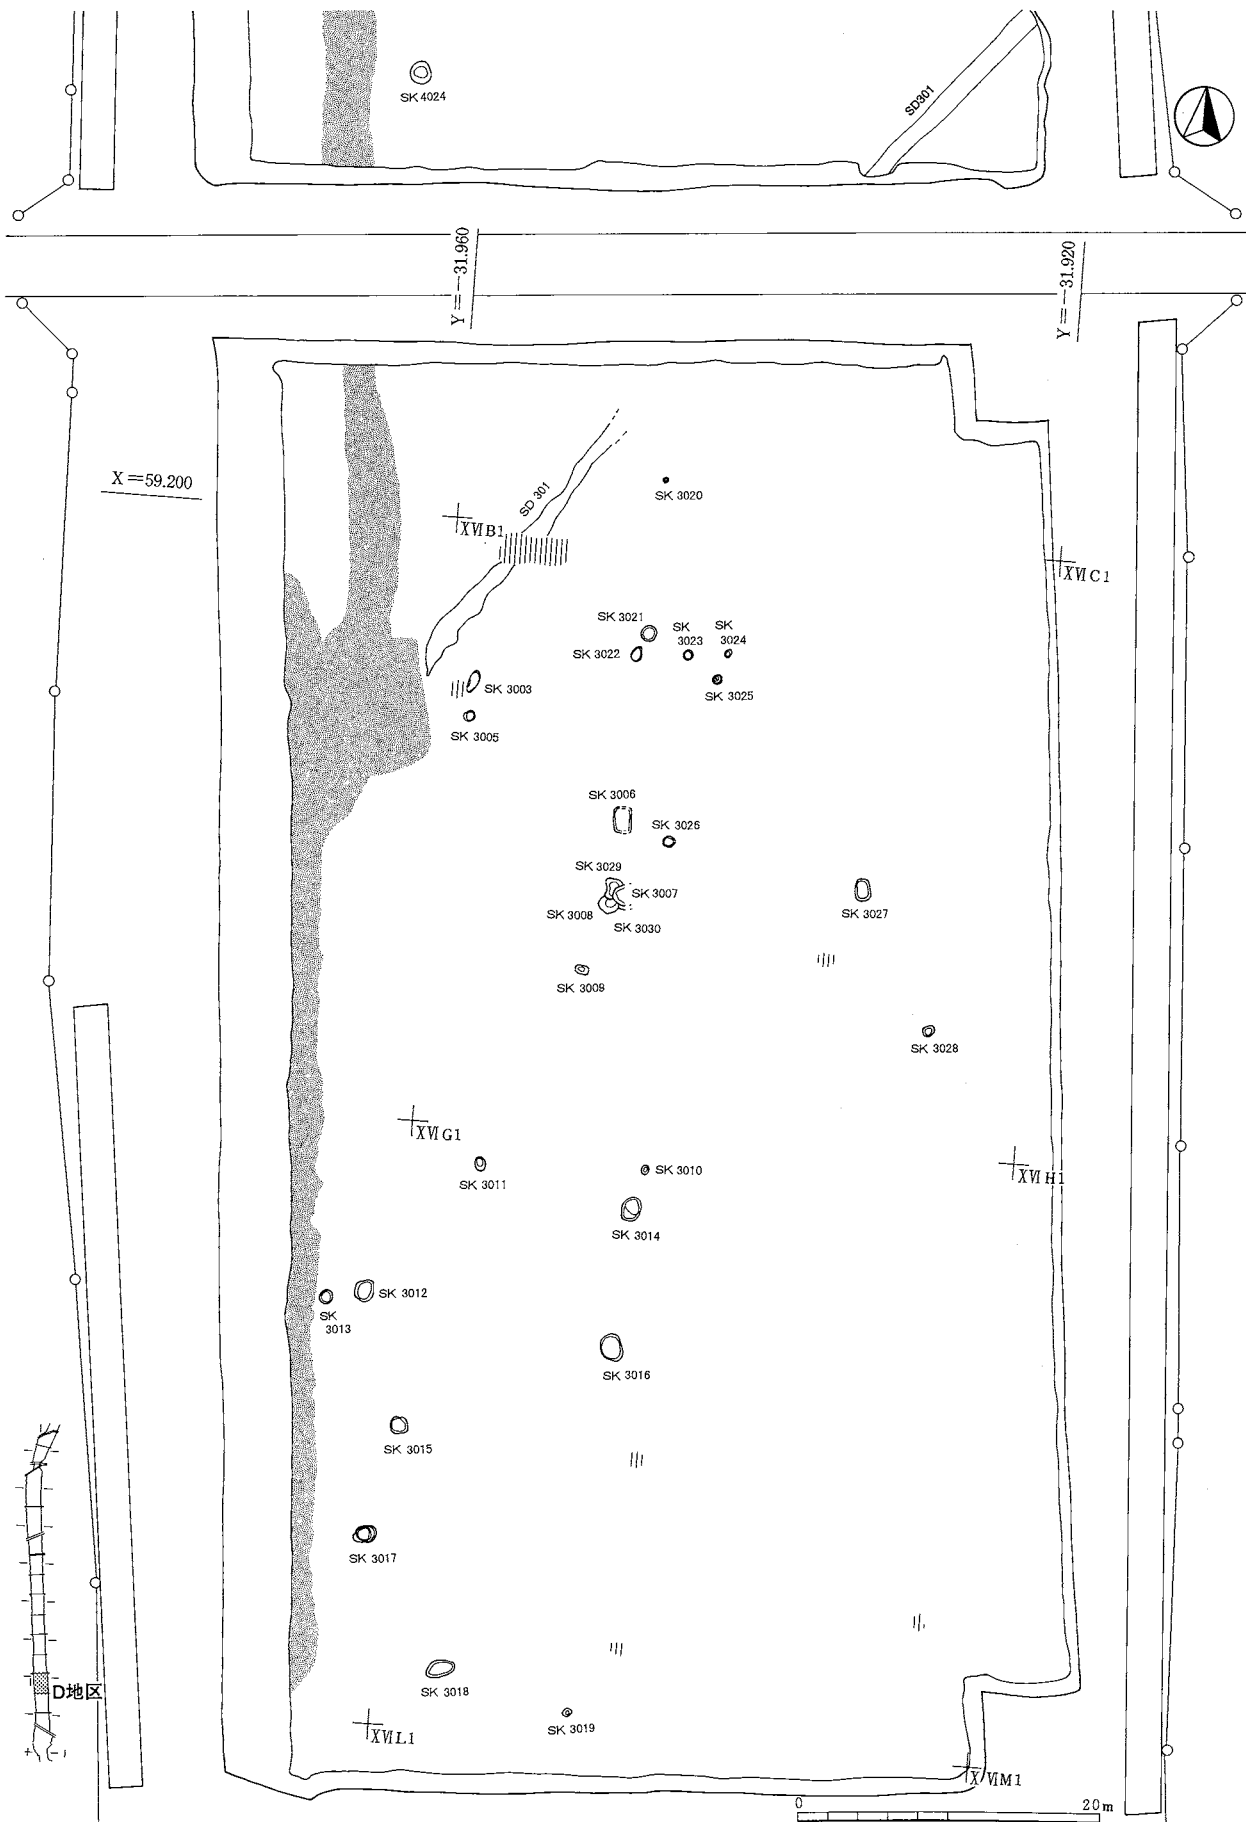 SK 4024
SD301
Y＝−31.960
Y＝−31.920
X＝59.200
SD 301
SK 3020
ⅩⅥB1
ⅩⅥC1
SK 3021
SK
3023
SK
3024
SK 3022
SK 3003
SK 3025
SK 3005
SK 3006
SK 3026
SK 3029
SK 3007
SK 3008
SK 3030
SK 3027
SK 3009
SK 3028
ⅩⅥG1
SK 3011
SK 3010
ⅩⅥH1
SK 3014
SK 3012
SK
3013
SK 3016
SK 3015
SK 3017
SK 3018
D地区
ⅩⅥL1
SK 3019
ⅩⅥM1
0
20m